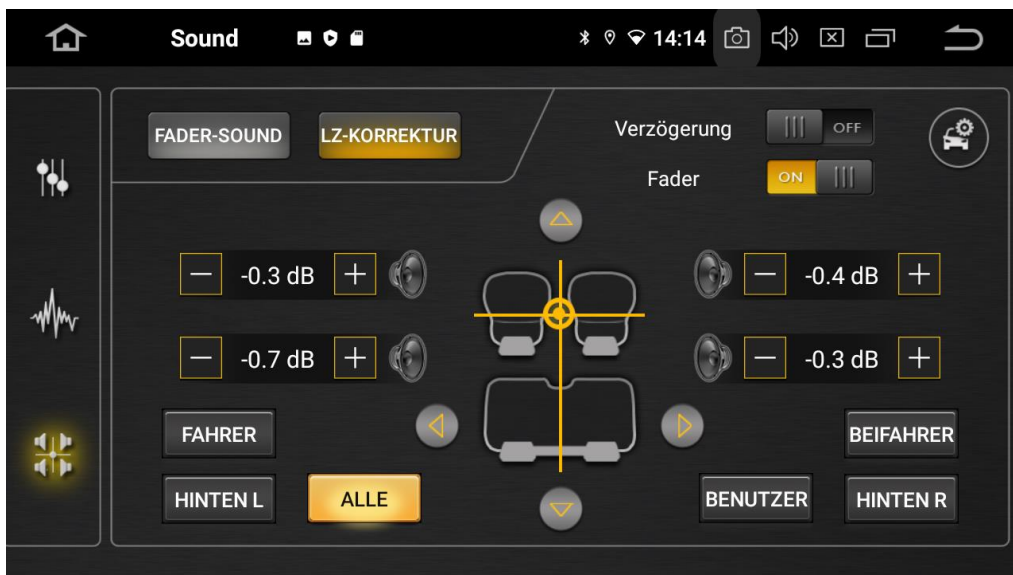 Sound 14:14
FADER-SOUND LZ-KORREKTUR Verzögerung OFF
Fader ON
-0.3 dB -0.4 dB
-0.7 dB -0.3 dB
FAHRER BEIFAHRER
HINTEN L ALLE BENUTZER HINTEN R